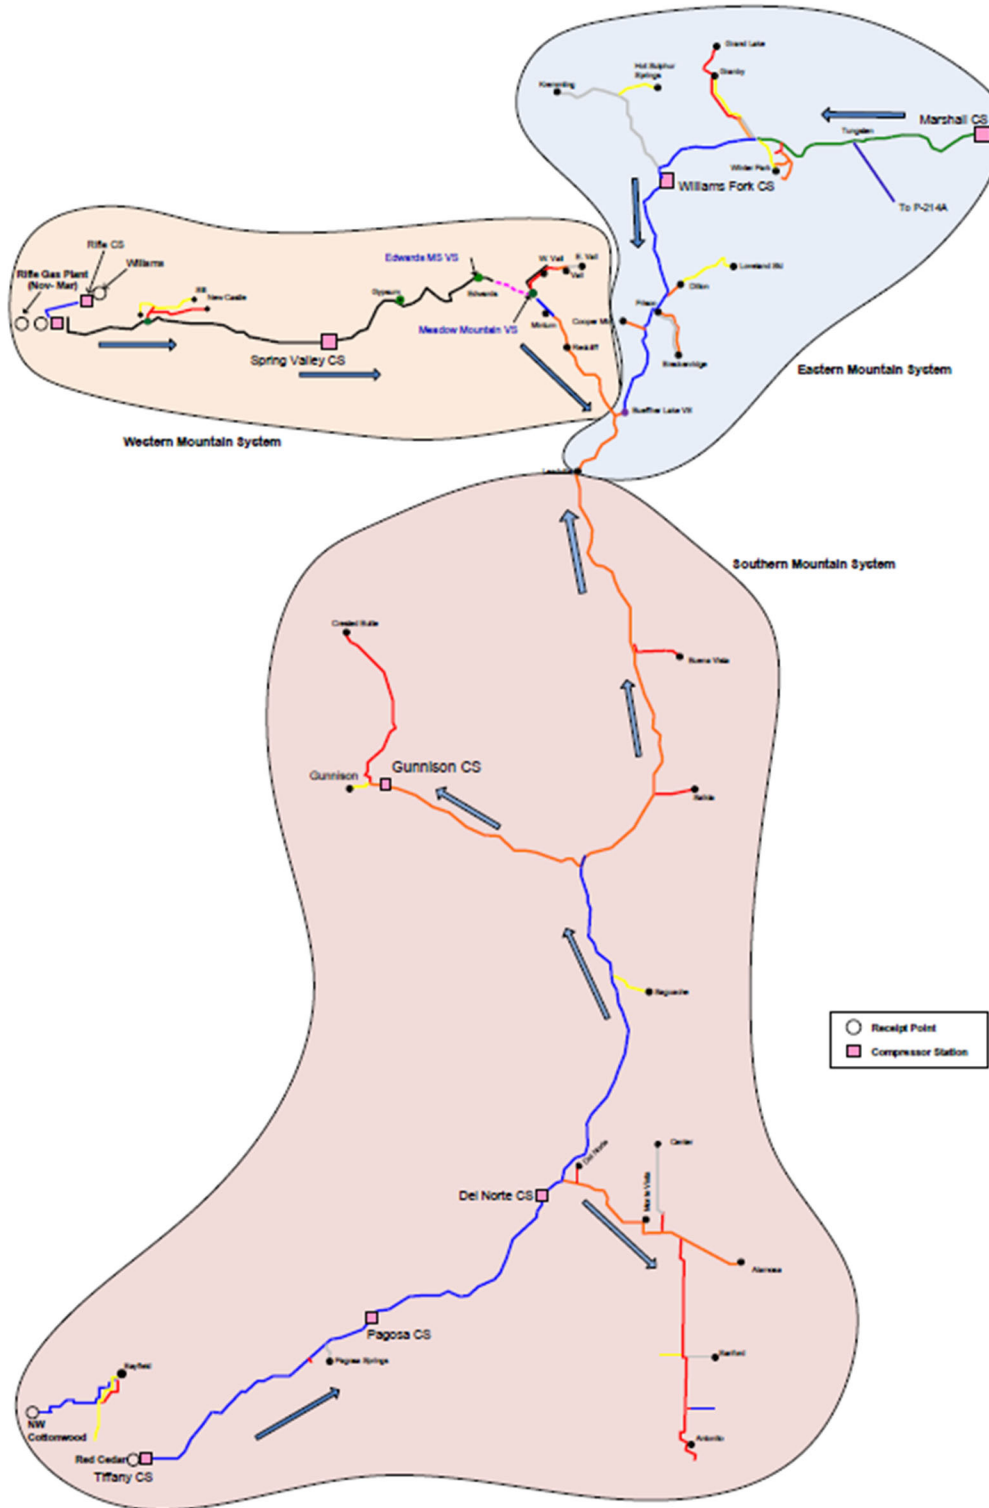 Grand Lake
Hot Sulphur
Springs
Granby
Kremmling
Marshall CS
Tungsten
Winter Park
Williams Fork CS
To P-214A
Rifle CS
Williams
Rifle Gas Plant
(Nov- Mar)
Silt
New Castle
Edwards MS VS
W. Vail
E. Vail
Vail
Gypsum
Edwards
Loveland Ski
Dillon
Frisco
Meadow Mountain VS
Minturn
Copper Mtn
Redcliff
Breckenridge
Spring Valley CS
Eastern Mountain System
Western Mountain System
Leadville
Southern Mountain System
Crested Butte
Buena Vista
Gunnison
Gunnison CS
Salida
Saguache
Receipt Point
Compressor Station
Del Norte
Center
Monte Vista
Del Norte CS
Alamosa
Pagosa CS
Pagosa Springs
Bayfield
Sanford
NW
Cottonwood
Antonito
Red Cedar
Tiffany CS